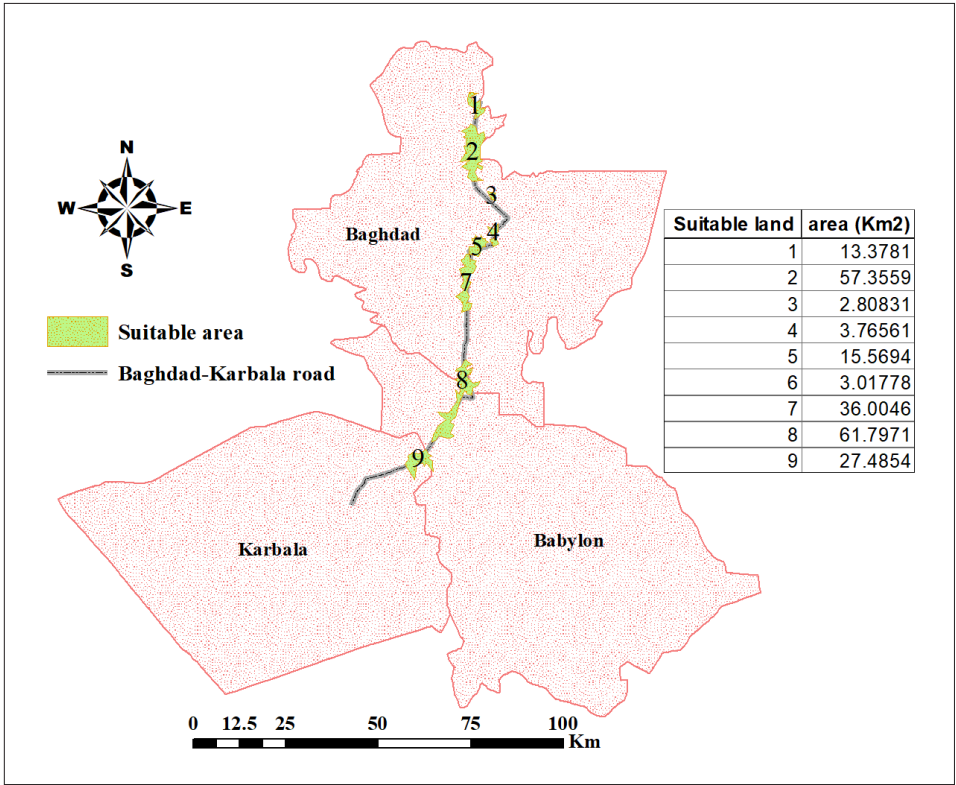 N
W E
S
1
2
3
4
5
7
8
9
Baghdad
Karbala
Babylon
Suitable area
Baghdad-Karbala road
Suitable land area (Km2)
1 13.3781
2 57.3559
3 2.80831
4 3.76561
5 15.5694
6 3.01778
7 36.0046
8 61.7971
9 27.4854
0 12.5 25 50 75 100
Km